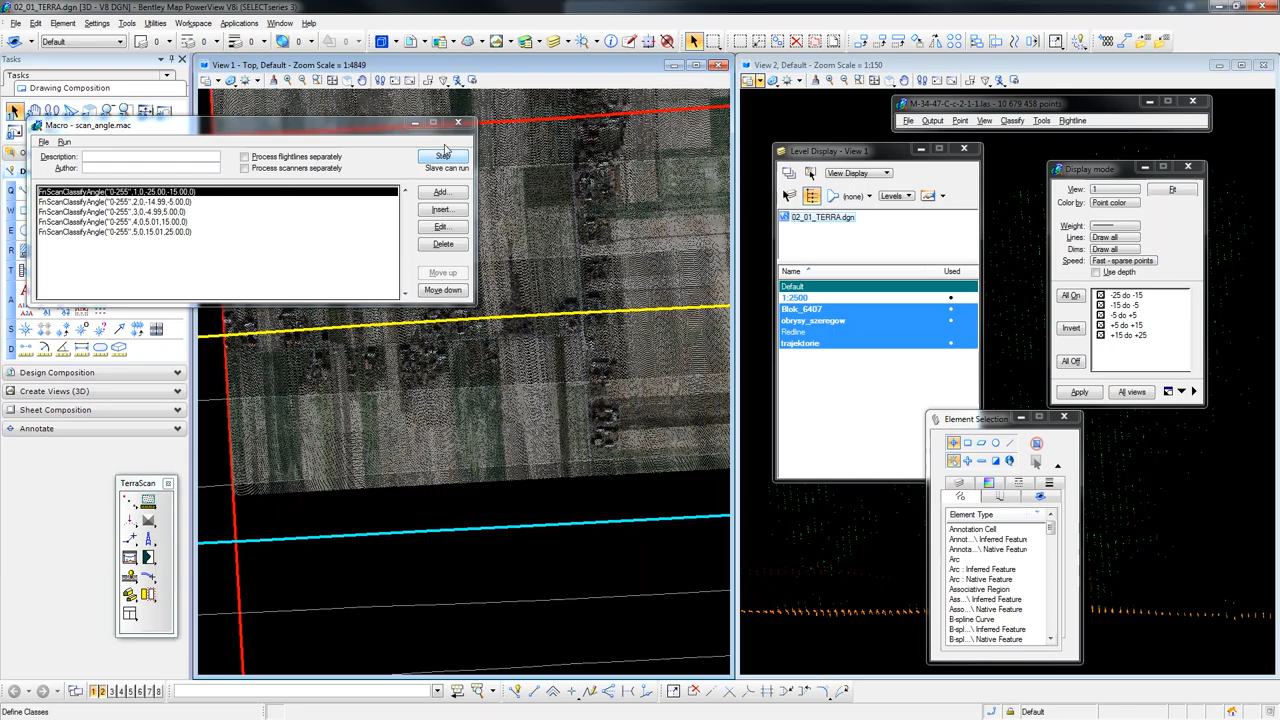 02_01_TERRA.dgn [3D - V8 DGN] - Bentley Map PowerView V8i (SELECTseries 3)
File Edit Element Settings Tools Utilities Workspace Applications Window Help
Default 0 0 0 0
Tasks
Tasks
Drawing Composition
View 1 - Top, Default - Zoom Scale = 1:4849
View 2, Default - Zoom Scale = 1:150
Macro - scan_angle.mac
File Run
Description:
Author:
Process flightlines separately
Process scanners separately
Stop
Slave can run
FnScanClassifyAngle("0-255",1,0,-25.00,-15.00,0)
FnScanClassifyAngle("0-255",2,0,-14.99,-5.00,0)
FnScanClassifyAngle("0-255",3,0,-4.99,5.00,0)
FnScanClassifyAngle("0-255",4,0,5.01,15.00,0)
FnScanClassifyAngle("0-255",5,0,15.01,25.00,0)
Add...
Insert...
Edit...
Delete
Move up
Move down
M-34-47-C-c-2-1-1.las - 10 679 458 points
File Output Point View Classify Tools Flightline
Level Display - View 1
View Display
(none) Levels
02_01_TERRA.dgn
Name Used
Default
1:2500
Blok_6407
obrysy_szeregow
Redline
trajektorie
Display mode
View: 1 Fit
Color by: Point color
Weight:
Lines: Draw all
Dims: Draw all
Speed: Fast - sparse points
Use depth
All On
Invert
All Off
-25 do -15
-15 do -5
-5 do +5
+5 do +15
+15 do +25
Apply All views
Element Selection
Element Type
Annotation Cell
Annot...\ Inferred Feature
Annota...\ Native Feature
Arc
Arc : Inferred Feature
Arc : Native Feature
Associative Region
Ass...\ Inferred Feature
Asso...\ Native Feature
B-spline Curve
B-spl...\ Inferred Feature
B-spl...\ Native Feature
Design Composition
Create Views (3D)
Sheet Composition
Annotate
TerraScan
1 2 3 4 5 6 7 8
Define Classes
Default